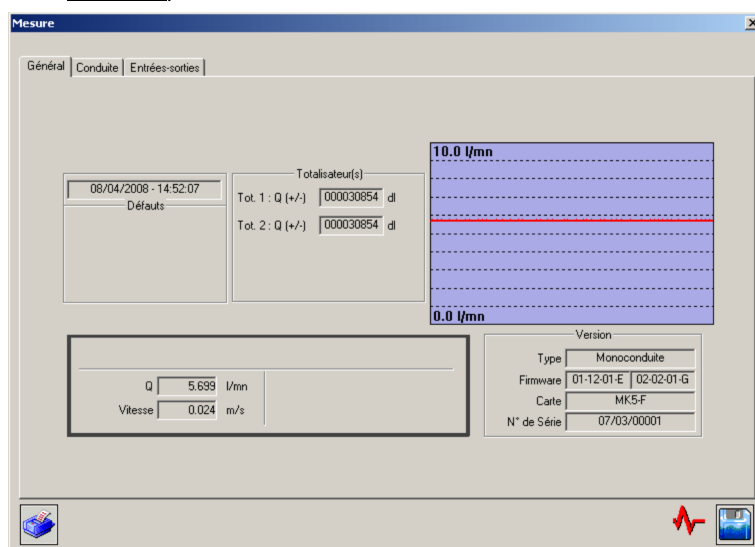 Mesure
Général Conduite Entrées-sorties
08/04/2008 - 14:52:07
Défauts
Totalisateur(s)
Tot. 1 : Q (+/-) 000030854 dl
Tot. 2 : Q (+/-) 000030854 dl
10.0 l/mn
0.0 l/mn
Q 5.699 l/mn
Vitesse 0.024 m/s
Version
Type Monoconduite
Firmware 01-12-01-E 02-02-01-G
Carte MK5-F
N° de Série 07/03/00001